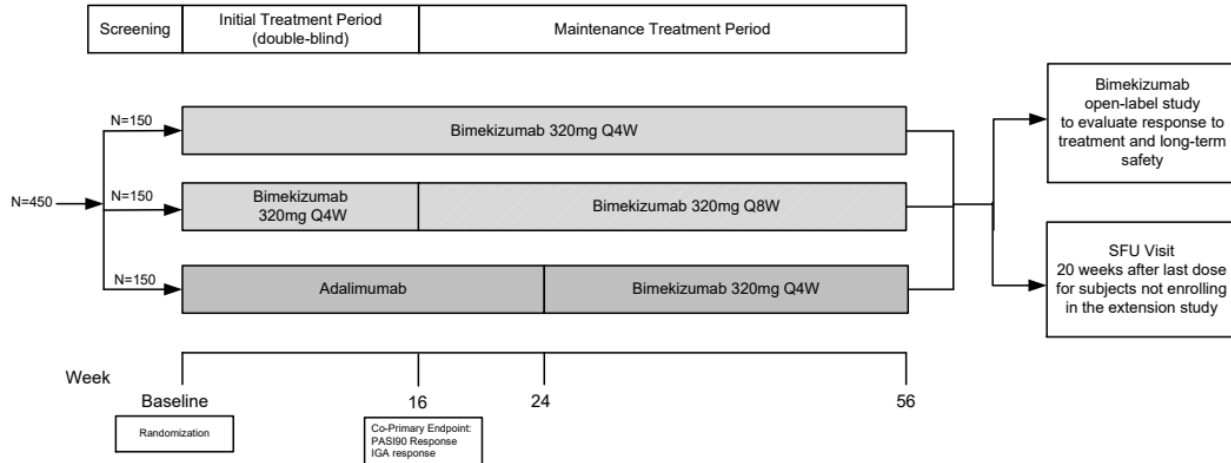 Screening
Initial Treatment Period
(double-blind)
Maintenance Treatment Period
N=450
N=150
Bimekizumab 320mg Q4W
N=150
Bimekizumab
320mg Q4W
Bimekizumab 320mg Q8W
N=150
Adalimumab
Bimekizumab 320mg Q4W
Bimekizumab
open-label study
to evaluate response to
treatment and long-term
safety
SFU Visit
20 weeks after last dose
for subjects not enrolling
in the extension study
Week
Baseline
16
24
56
Randomization
Co-Primary Endpoint:
PASI90 Response
IGA response